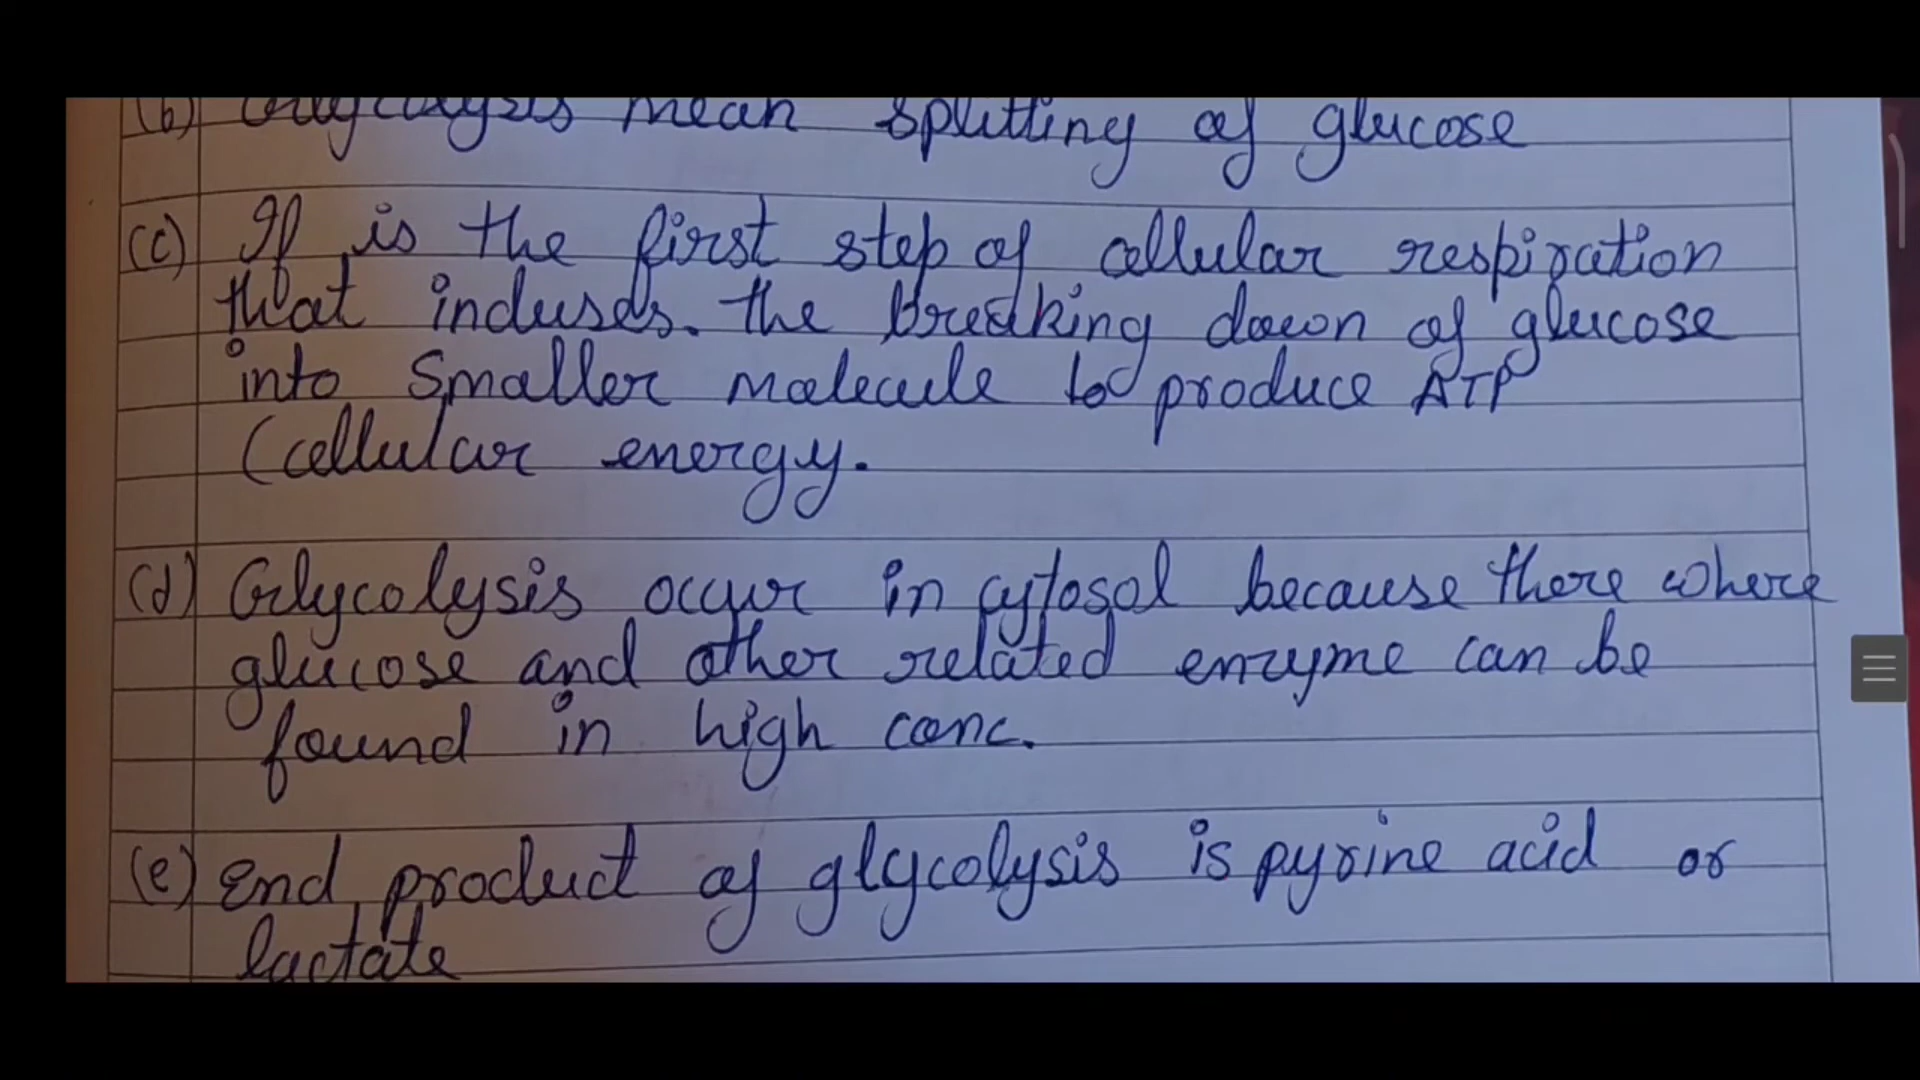 (b) Glycolysis mean splitting of glucose
(c) If is the first step of cellular respiration
that induses. the breaking down of glucose
into smaller molecule to produce ATP
(cellular energy.
(d) Glycolysis occur in cytosol because there where
glucose and other related enzyme can be
found in high conc.
(e) End product of glycolysis is pyrine acid or
lactate